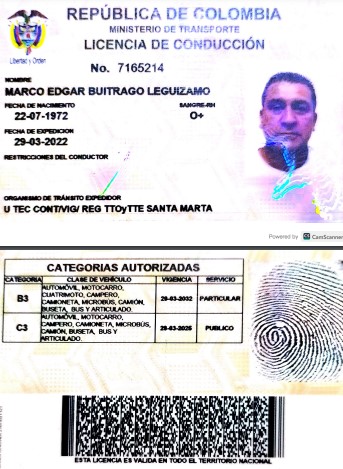 REPÚBLICA DE COLOMBIA
MINISTERIO DE TRANSPORTE
LICENCIA DE CONDUCCIÓN
Libertad y Orden
No. 7165214
NOMBRE
MARCO EDGAR BUITRAGO LEGUIZAMO
FECHA DE NACIMIENTO SANGRE-RH
22-07-1972 O+
FECHA DE EXPEDICION
29-03-2022
RESTRICCIONES DEL CONDUCTOR
ORGANISMO DE TRÁNSITO EXPEDIDOR
U TEC CONT/VIG/ REG TTOyTTE SANTA MARTA
Powered by CamScanner
CATEGORIAS AUTORIZADAS
CATEGORIA CLASE DE VEHÍCULO VIGENCIA SERVICIO
B3 AUTOMÓVIL, MOTOCARRO, CUATRIMOTO, CAMPERO, CAMIONETA, MICROBUS, CAMIÓN, BUSETA, BUS Y ARTICULADO. 29-03-2032 PARTICULAR
C3 AUTOMÓVIL, MOTOCARRO, CAMPERO, CAMIONETA, MICROBÚS, CAMIÓN, BUSETA, BUS Y ARTICULADO. 29-03-2025 PUBLICO
ESTA LICENCIA ES VALIDA EN TODO EL TERRITORIO NACIONAL